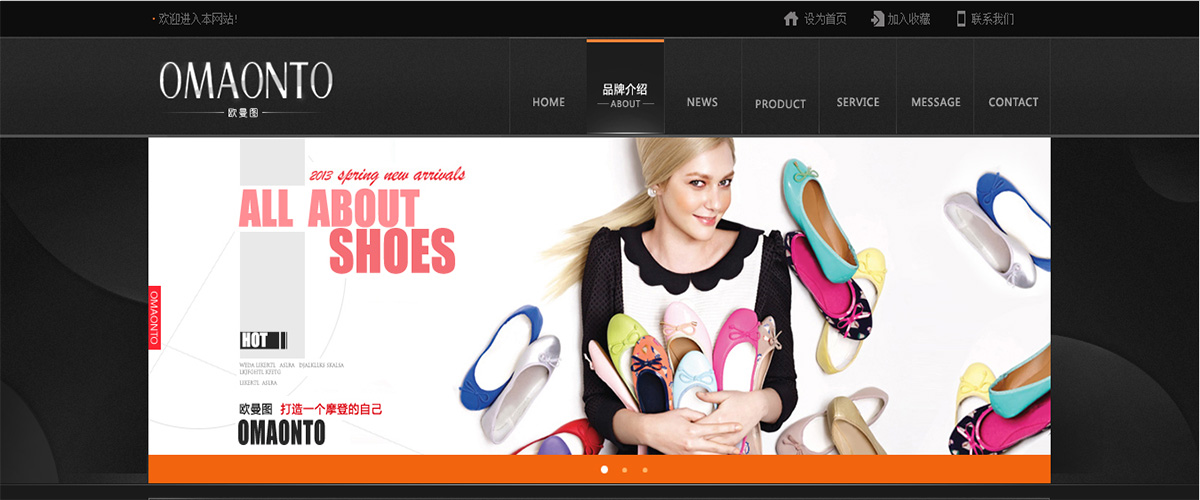 欢迎进入本网站!
设为首页 加入收藏 联系我们
OMAONTO
欧曼图
HOME
品牌介绍
ABOUT
NEWS
PRODUCT
SERVICE
MESSAGE
CONTACT
2013 spring new arrivals
ALL ABOUT
SHOES
OMAONTO
HOT
欧曼图 打造一个摩登的自己
OMAONTO